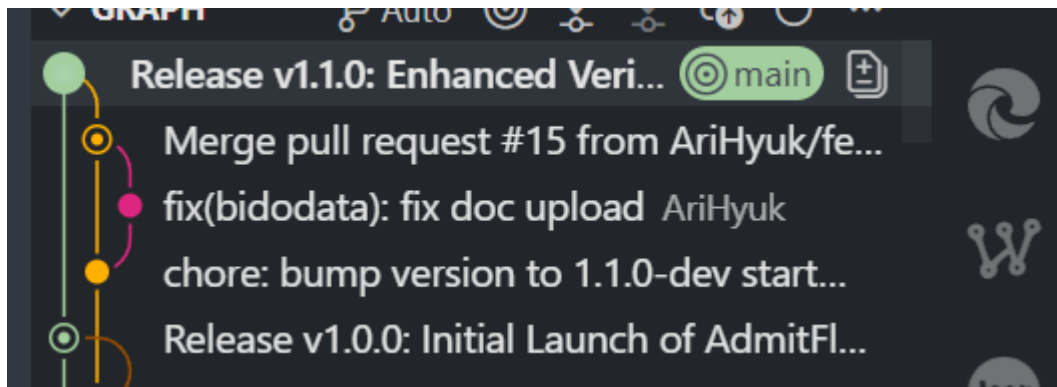 GRAPH Auto
Release v1.1.0: Enhanced Veri... main
Merge pull request #15 from AriHyuk/fe...
fix(bidodata): fix doc upload AriHyuk
chore: bump version to 1.1.0-dev start...
Release v1.0.0: Initial Launch of AdmitFl...